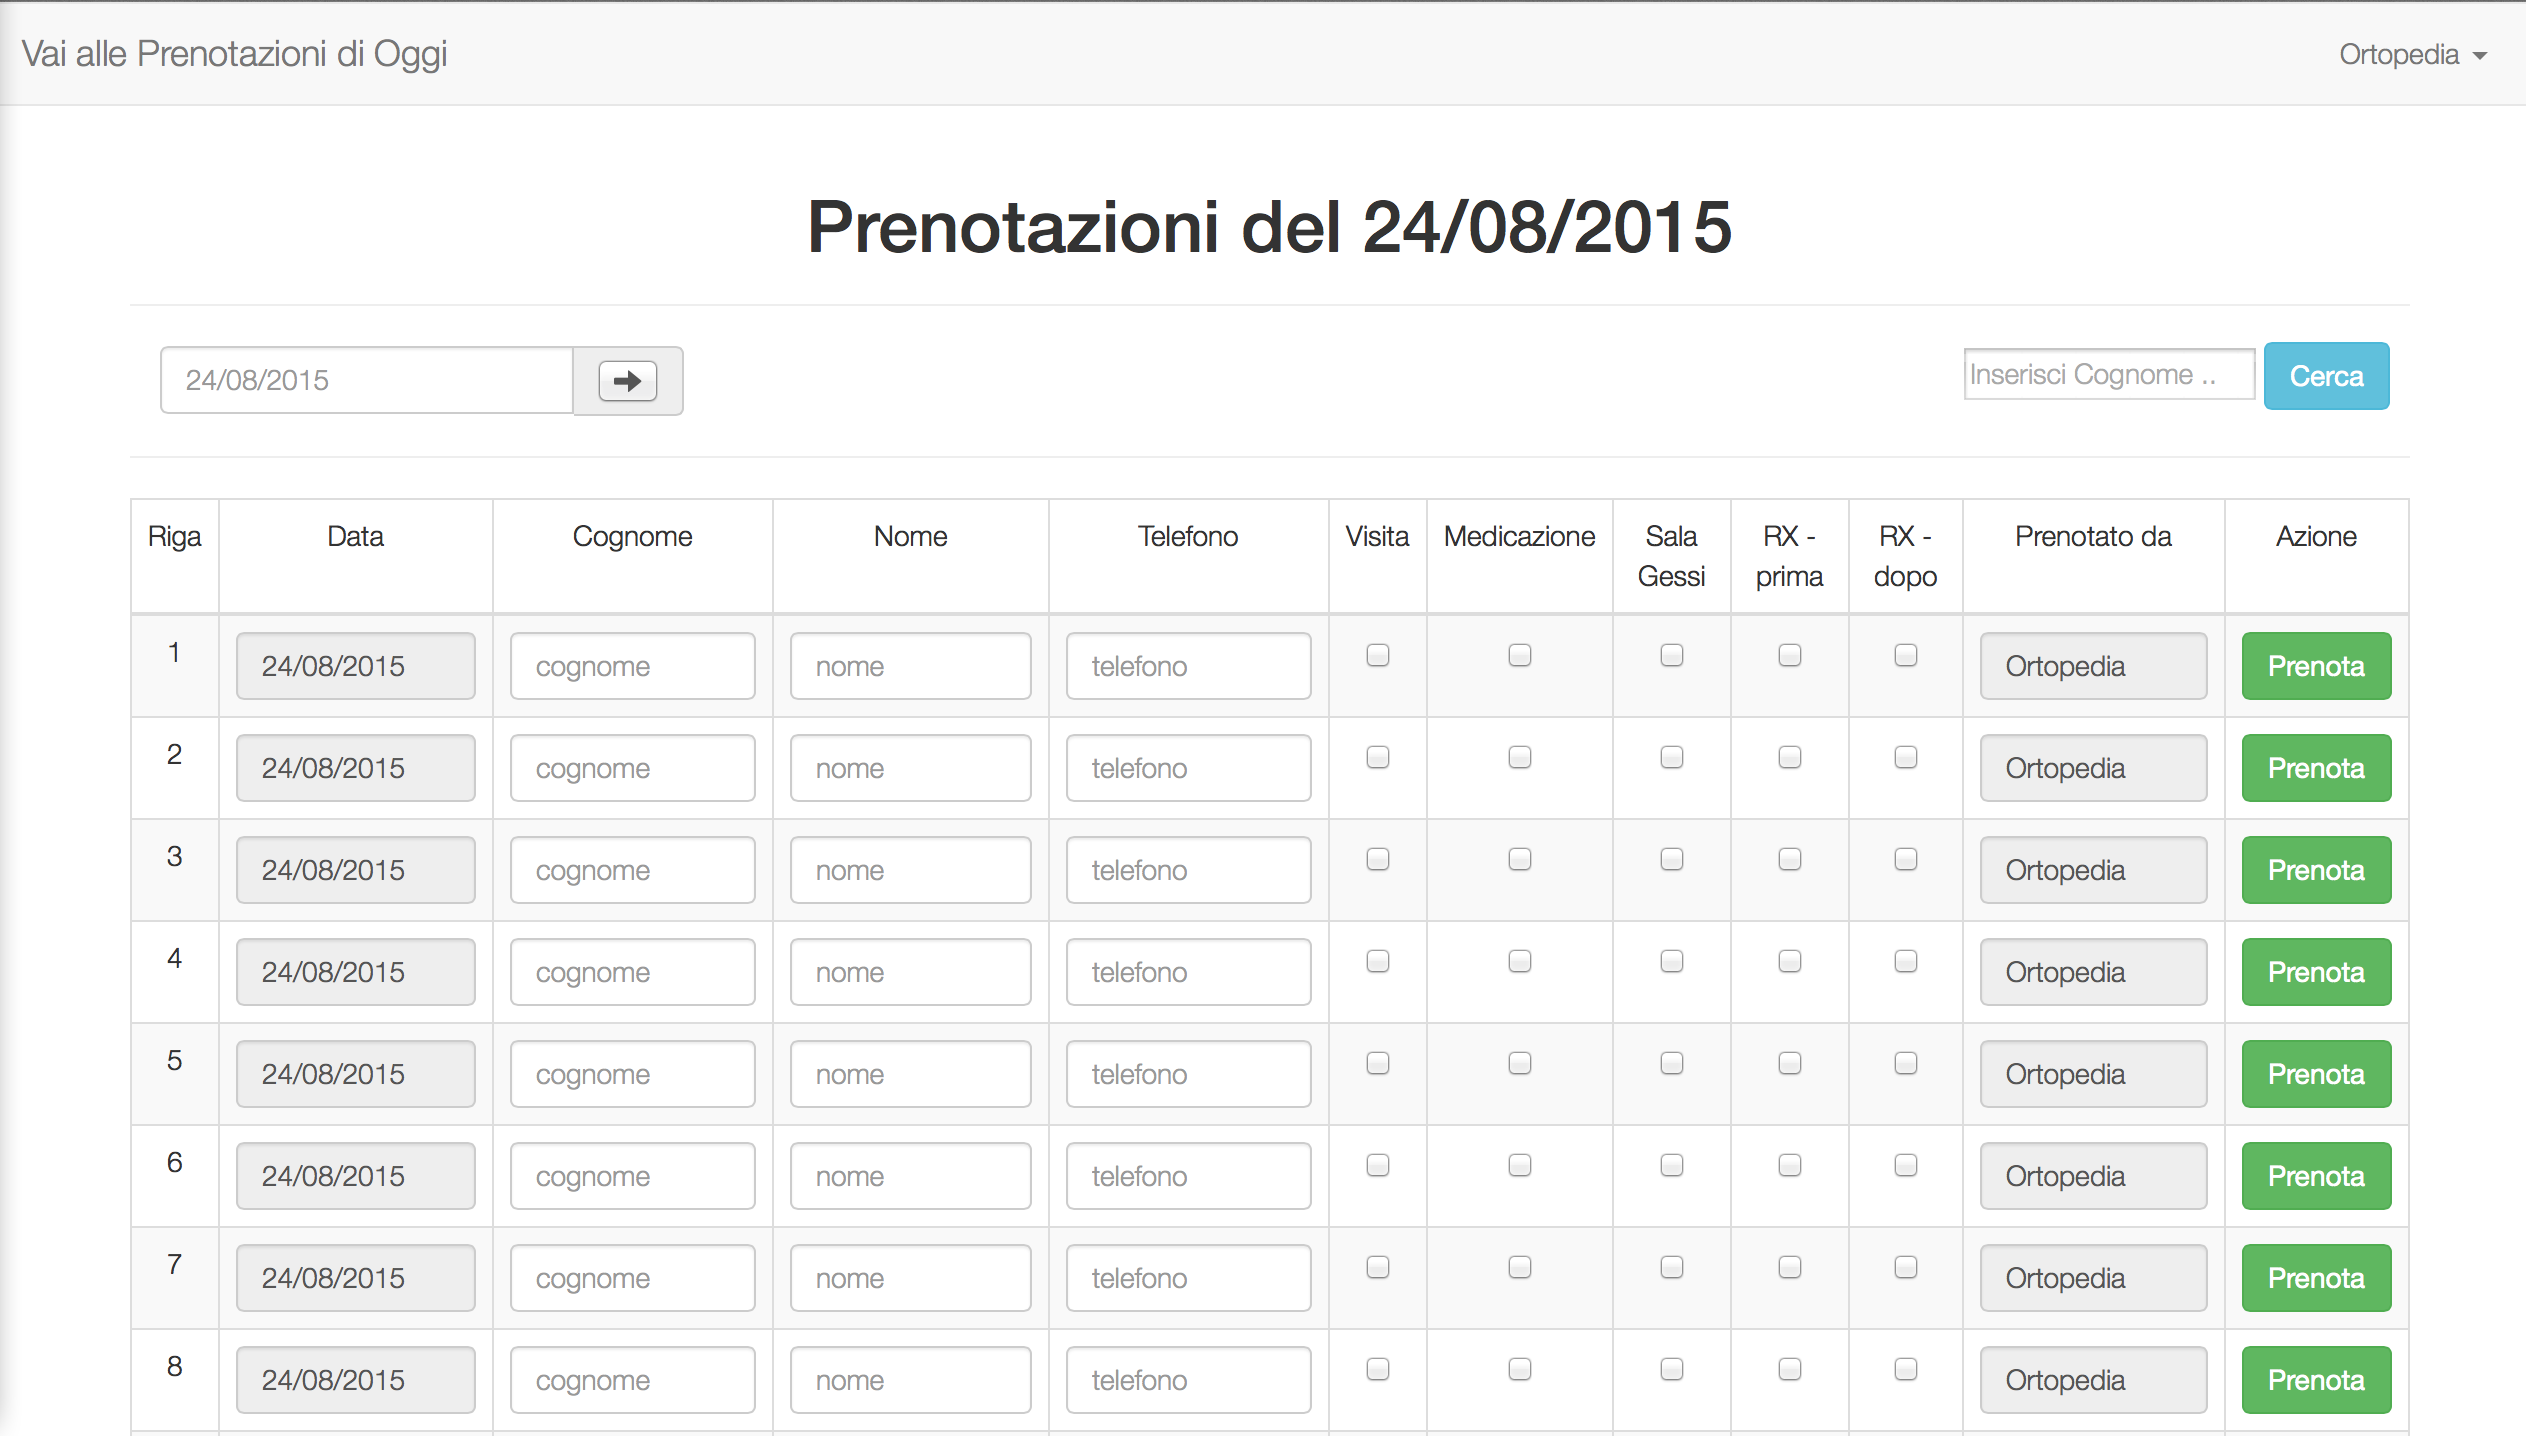 Vai alle Prenotazioni di Oggi Ortopedia
Prenotazioni del 24/08/2015
24/08/2015 Inserisci Cognome .. Cerca
Riga Data Cognome Nome Telefono Visita Medicazione Sala Gessi RX - prima RX - dopo Prenotato da Azione
1 24/08/2015 cognome nome telefono Ortopedia Prenota
2 24/08/2015 cognome nome telefono Ortopedia Prenota
3 24/08/2015 cognome nome telefono Ortopedia Prenota
4 24/08/2015 cognome nome telefono Ortopedia Prenota
5 24/08/2015 cognome nome telefono Ortopedia Prenota
6 24/08/2015 cognome nome telefono Ortopedia Prenota
7 24/08/2015 cognome nome telefono Ortopedia Prenota
8 24/08/2015 cognome nome telefono Ortopedia Prenota